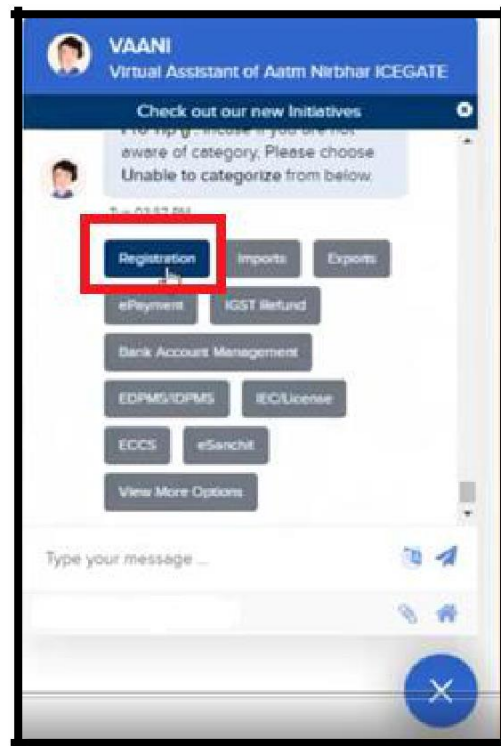 VAANI
Virtual Assistant of Aatm Nirbhar ICEGATE
Check out our new Initiatives
aware of category. Please choose
Unable to categorize from below.
Registration Imports Exports
ePayment IGST Refund
Bank Account Management
EDPMS/IDPMS IEC/License
ECCS eSanchit
View More Options
Type your message ...